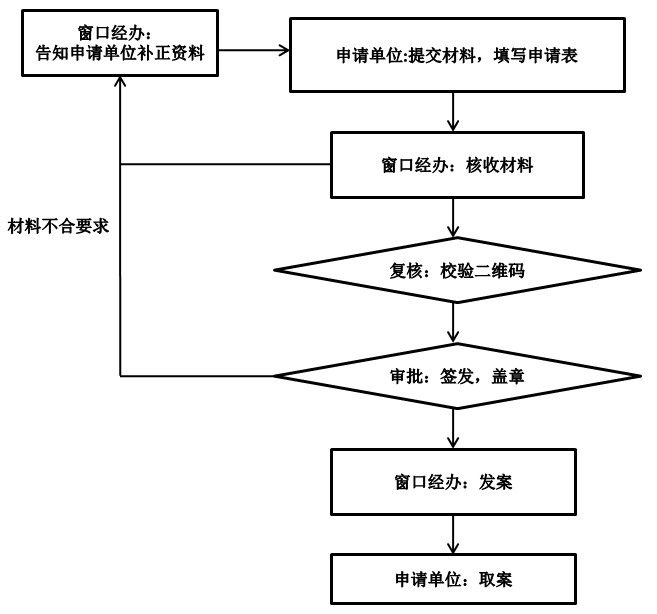 窗口经办：
告知申请单位补正资料
申请单位:提交材料，填写申请表
窗口经办：核收材料
材料不合要求
复核：校验二维码
审批：签发，盖章
窗口经办：发案
申请单位：取案